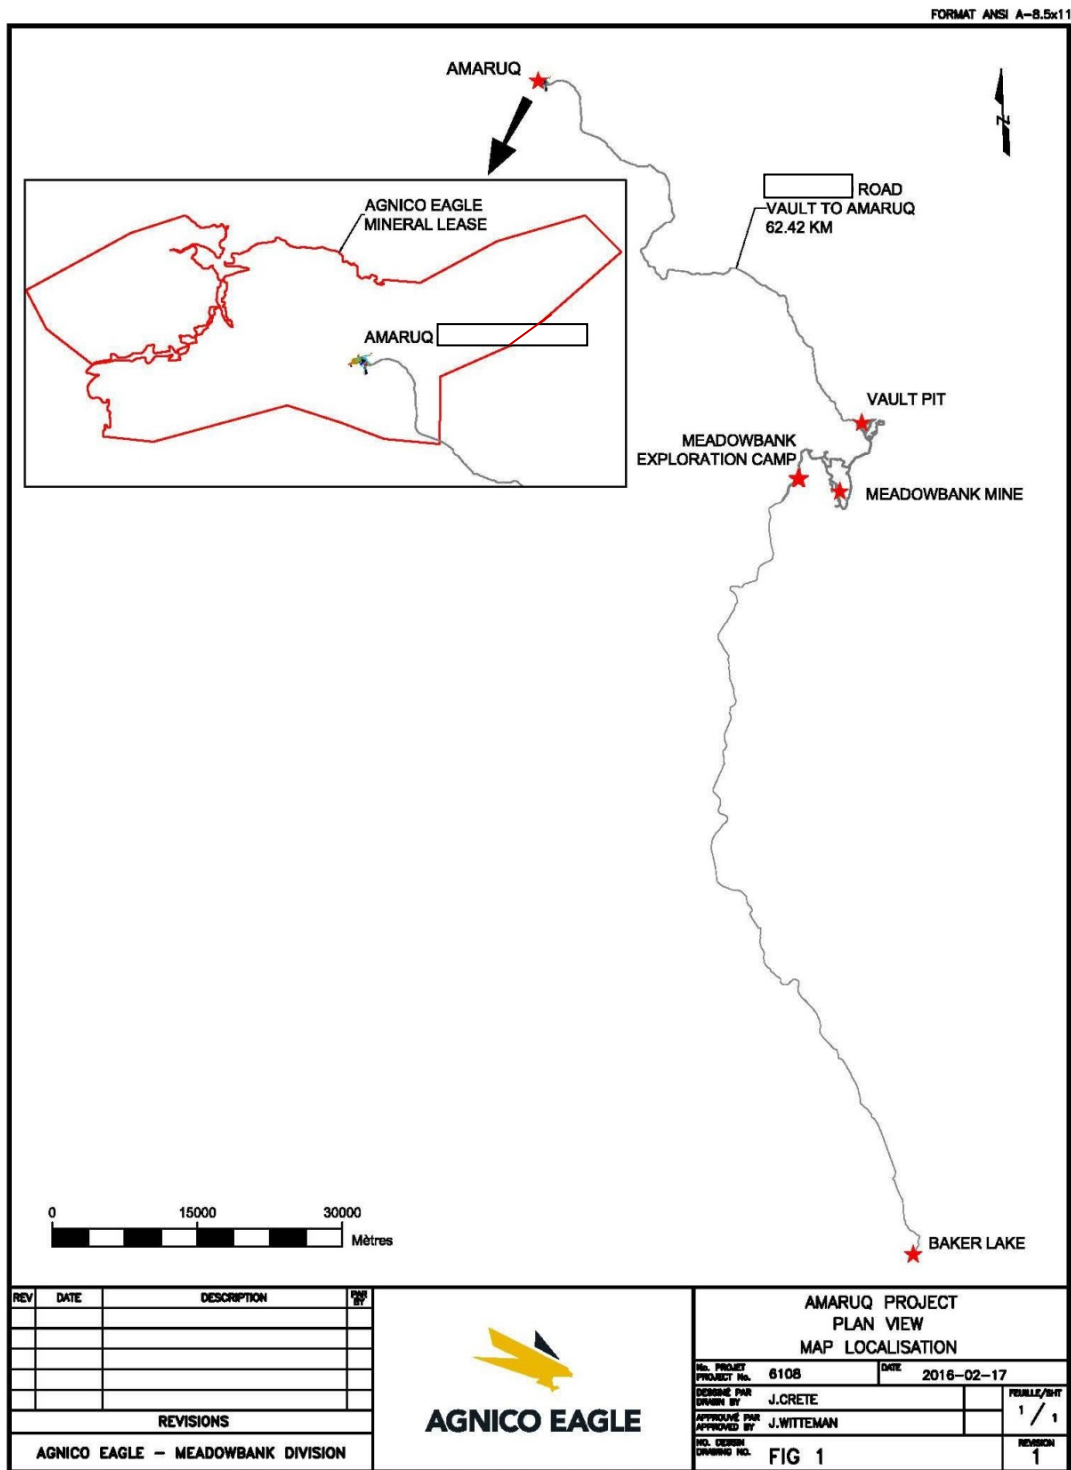 FORMAT ANSI A-8.5x11
AMARUQ
ROAD
VAULT TO AMARUQ
62.42 KM
AGNICO EAGLE
MINERAL LEASE
AMARUQ
VAULT PIT
MEADOWBANK
EXPLORATION CAMP
MEADOWBANK MINE
N
0 15000 30000
Mètres
BAKER LAKE
REV DATE DESCRIPTION PAR BY
REVISIONS
AGNICO EAGLE - MEADOWBANK DIVISION
AGNICO EAGLE
AMARUQ PROJECT
PLAN VIEW
MAP LOCALISATION
No. PROJET
PROJECT No. 6108
DATE 2016-02-17
DESSINÉ PAR
DRAWN BY J.CRETE
FEUILLE/SHT
1 / 1
APPROUVÉ PAR
APPROVED BY J.WITTEMAN
NO. DESSIN
DRAWING NO. FIG 1
REVISION
1